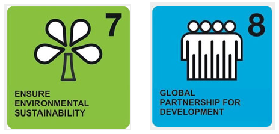 7
ENSURE
ENVIRONMENTAL
SUSTAINABILITY
8
GLOBAL
PARTNERSHIP FOR
DEVELOPMENT